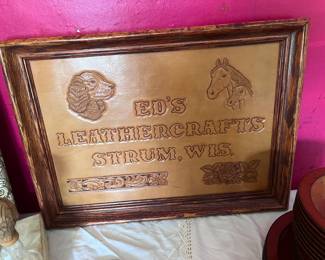 ED'S
LEATHERCRAFTS
STRUM, WIS.